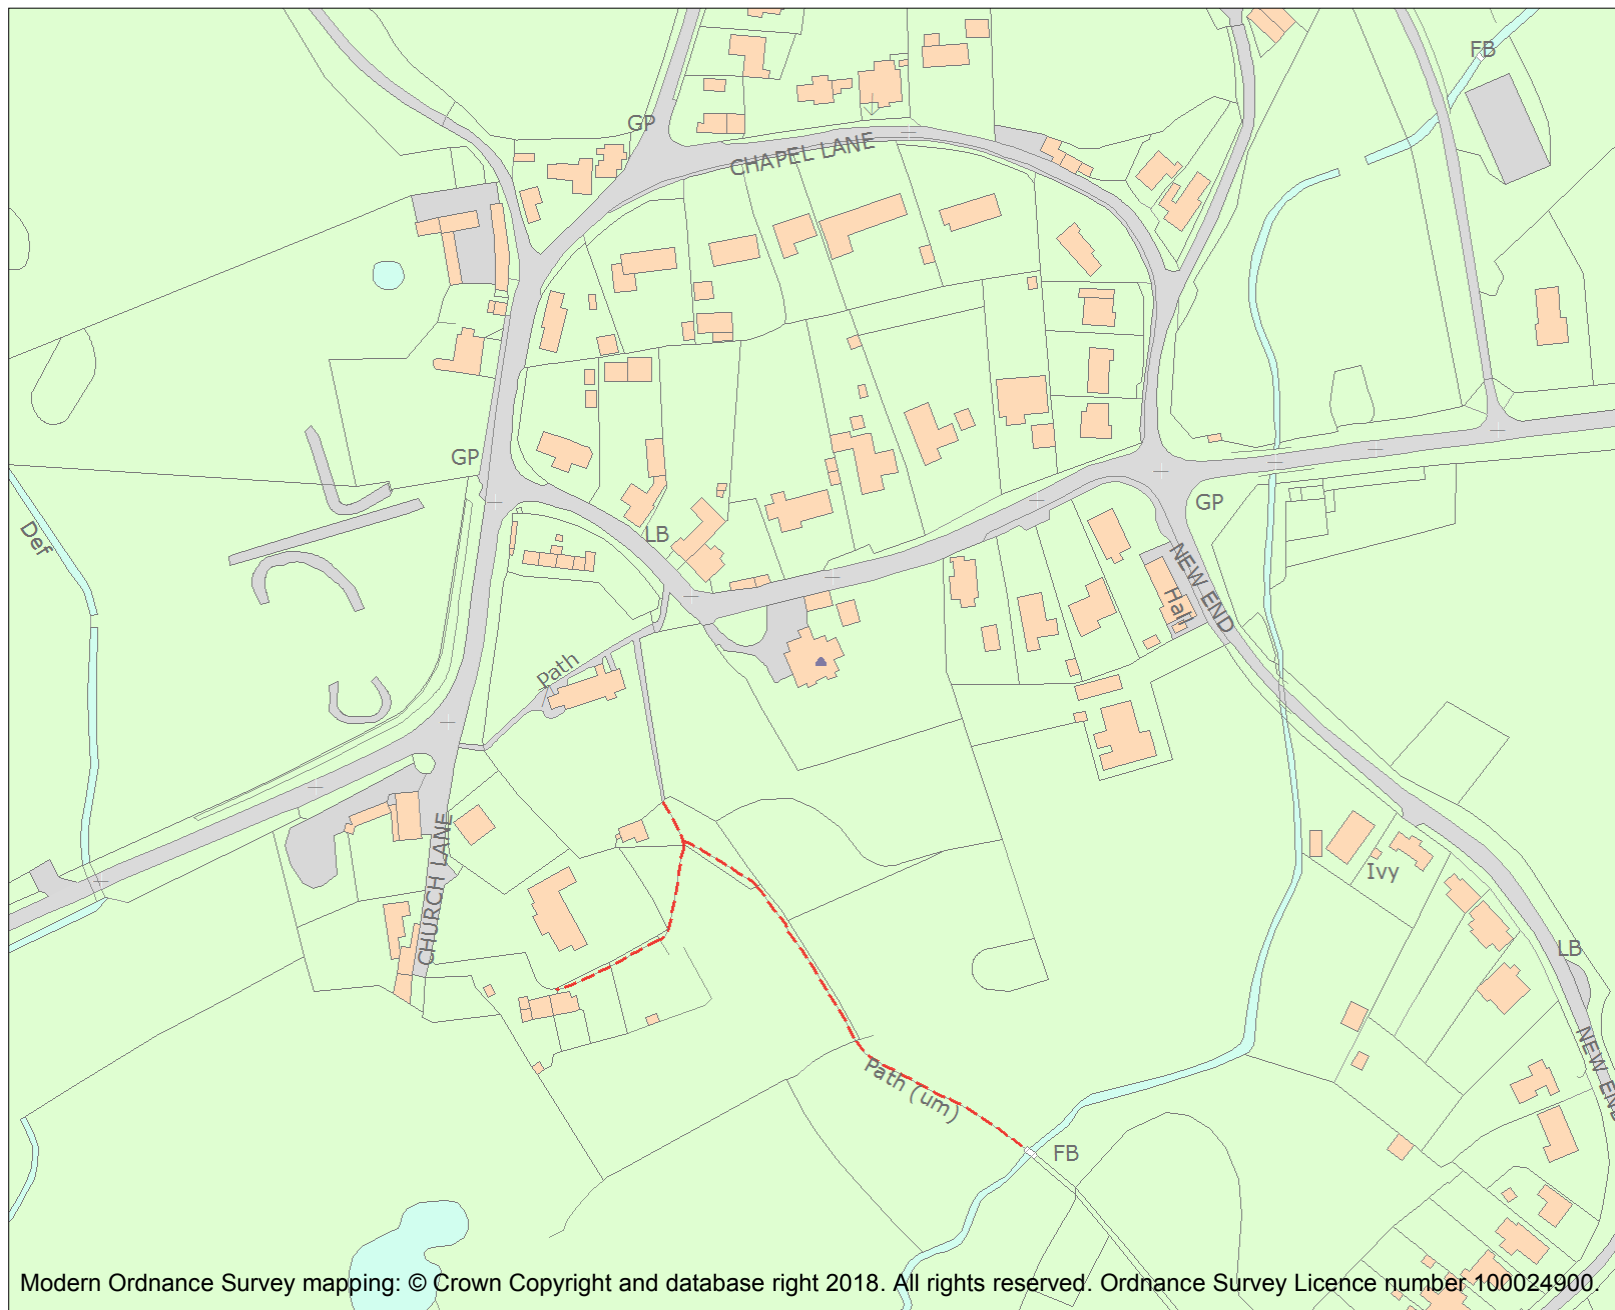 FB
GP
CHAPEL LANE
GP
GP
LB
Def
NEW END
Hall
Path
CHURCH LANE
Ivy
LB
NEW END
Path (um)
FB
Modern Ordnance Survey mapping: © Crown Copyright and database right 2018. All rights reserved. Ordnance Survey Licence number 100024900.